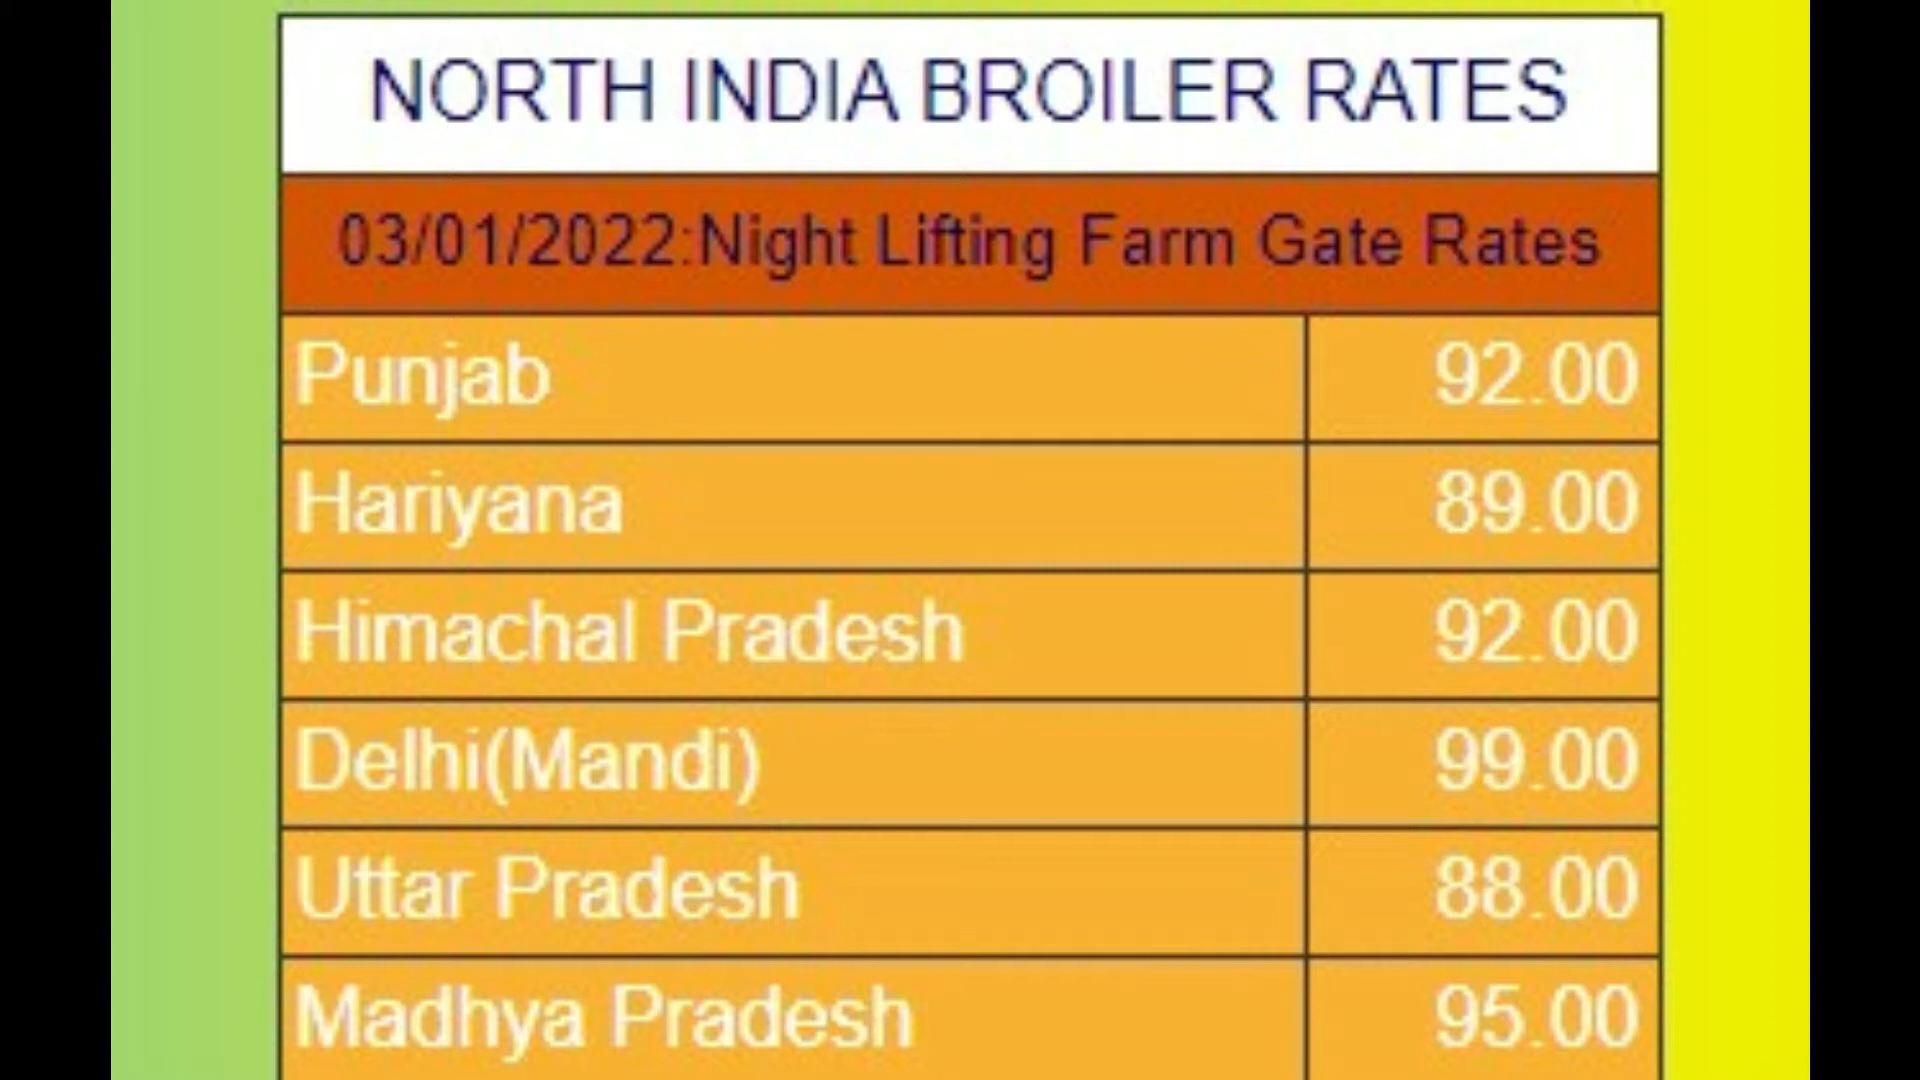 NORTH INDIA BROILER RATES
03/01/2022:Night Lifting Farm Gate Rates
Punjab 92.00
Hariyana 89.00
Himachal Pradesh 92.00
Delhi(Mandi) 99.00
Uttar Pradesh 88.00
Madhya Pradesh 95.00